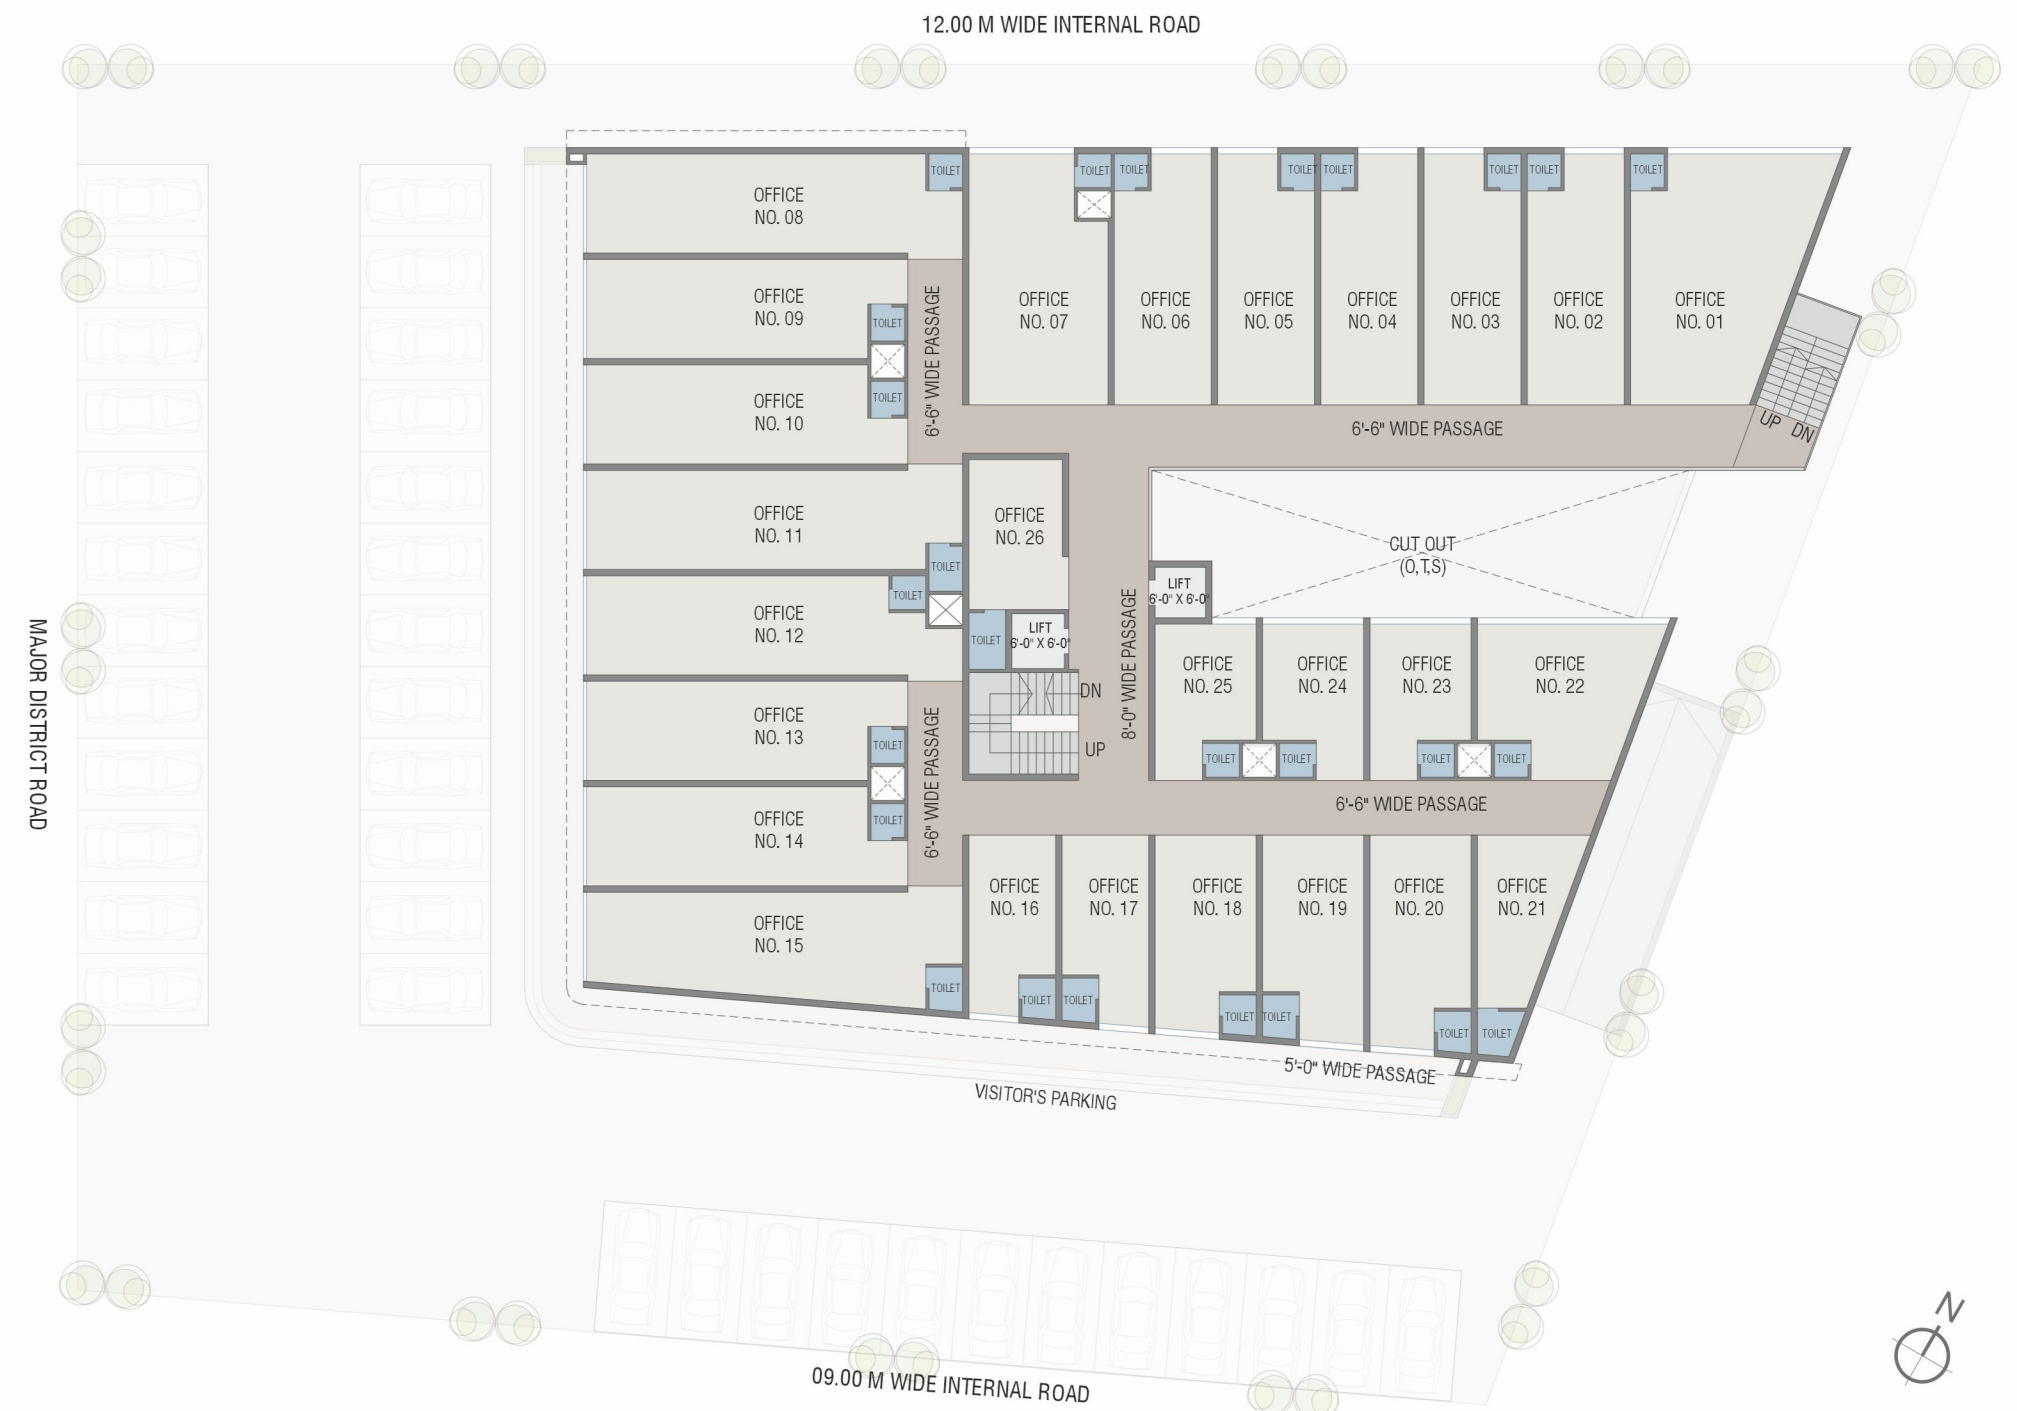 12.00 M WIDE INTERNAL ROAD
TOILET
TOILET
TOILET
TOILET
TOILET
TOILET
TOILET
TOILET
OFFICE
NO. 08
OFFICE
NO. 09
TOILET
TOILET
OFFICE
NO. 10
6'-6" WIDE PASSAGE
OFFICE
NO. 07
OFFICE
NO. 06
OFFICE
NO. 05
OFFICE
NO. 04
OFFICE
NO. 03
OFFICE
NO. 02
OFFICE
NO. 01
UP DN
6'-6" WIDE PASSAGE
OFFICE
NO. 11
TOILET
TOILET
OFFICE
NO. 26
CUT OUT
(O,T,S)
LIFT
6'-0" X 6'-0"
OFFICE
NO. 12
TOILET
LIFT
6'-0" X 6'-0"
8'-0" WIDE PASSAGE
DN
UP
MAJOR DISTRICT ROAD
OFFICE
NO. 25
OFFICE
NO. 24
OFFICE
NO. 23
OFFICE
NO. 22
TOILET
TOILET
TOILET
TOILET
OFFICE
NO. 13
TOILET
TOILET
OFFICE
NO. 14
6'-6" WIDE PASSAGE
6'-6" WIDE PASSAGE
OFFICE
NO. 15
TOILET
OFFICE
NO. 16
OFFICE
NO. 17
OFFICE
NO. 18
OFFICE
NO. 19
OFFICE
NO. 20
OFFICE
NO. 21
TOILET
TOILET
TOILET
TOILET
TOILET
TOILET
5'-0" WIDE PASSAGE
VISITOR'S PARKING
N
09.00 M WIDE INTERNAL ROAD